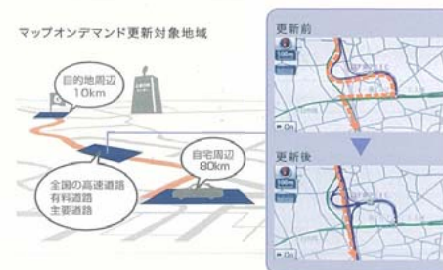 マップオンデマンド更新対象地域
目的地周辺
10km
自宅周辺
80km
全国の高速道路
有料道路
主要道路
更新前
On
更新後
On